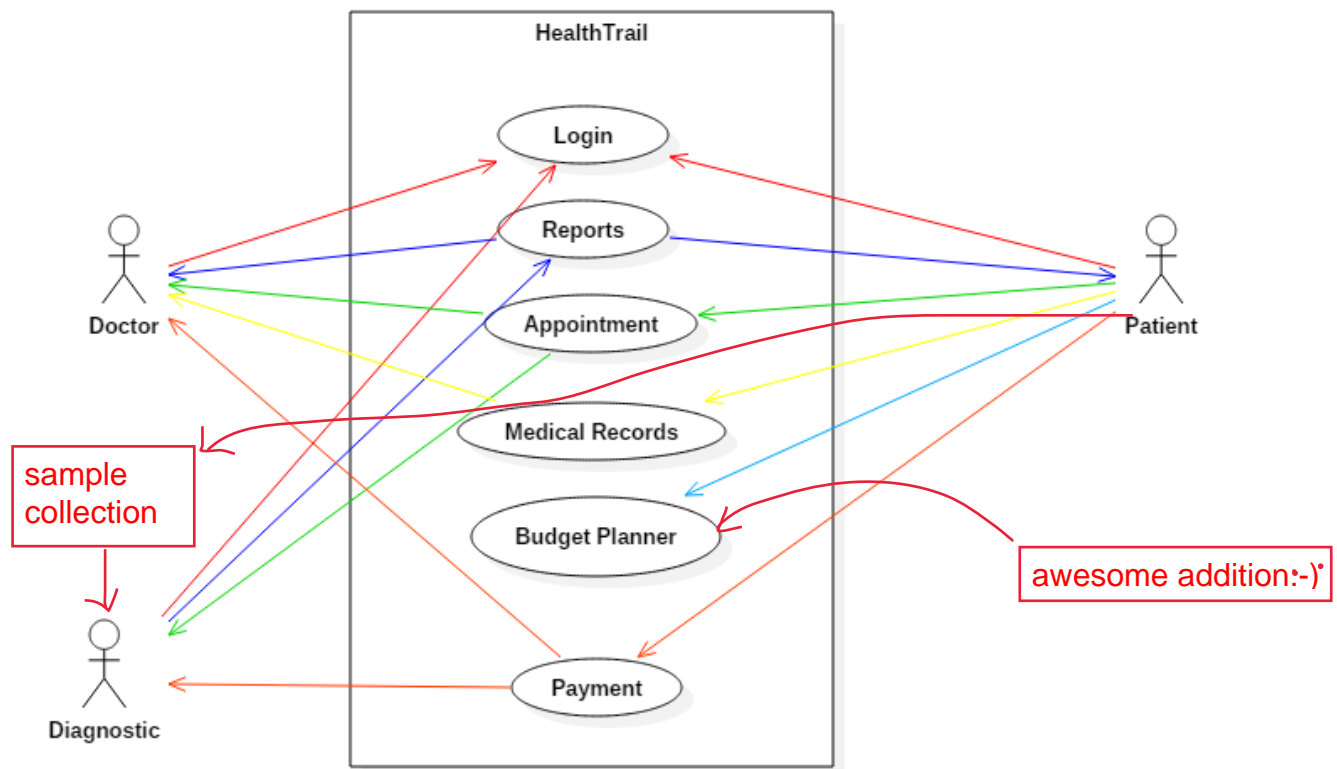 HealthTrail
Login
Reports
Appointment
Doctor
Patient
Medical Records
sample
collection
Budget Planner
awesome addition:-)
Payment
Diagnostic